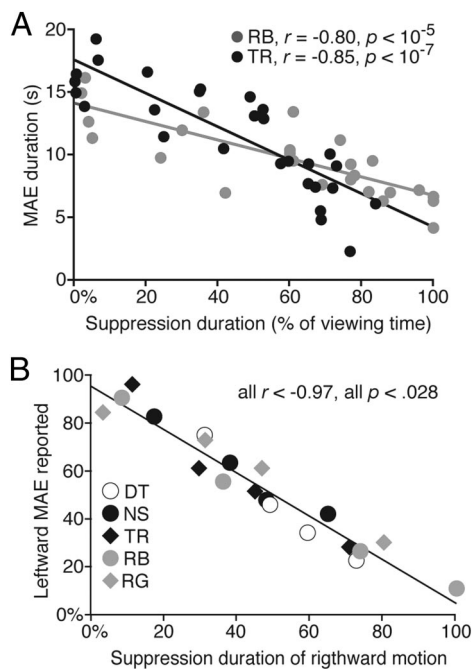 A
RB, r = -0.80, p < 10⁻⁵
TR, r = -0.85, p < 10⁻⁷
MAE duration (s)
20
15
10
5
0
0%
20
40
60
80
100
Suppression duration (% of viewing time)
B
all r < -0.97, all p < .028
Leftward MAE reported
100
80
60
40
20
0%
DT
NS
TR
RB
RG
0%
20
40
60
80
100
Suppression duration of rigthward motion